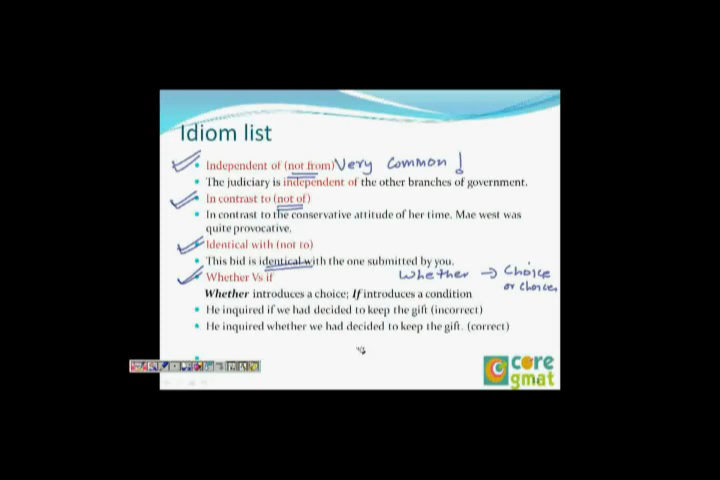 Idiom list
Independent of (not from) Very Common !
The judiciary is independent of the other branches of government.
In contrast to (not of)
In contrast to the conservative attitude of her time. Mae west was
quite provocative.
Identical with (not to)
This bid is identical with the one submitted by you.
Whether → Choice
Whether Vs if
or choices
Whether introduces a choice; If introduces a condition
He inquired if we had decided to keep the gift (incorrect)
He inquired whether we had decided to keep the gift. (correct)
core
gmat